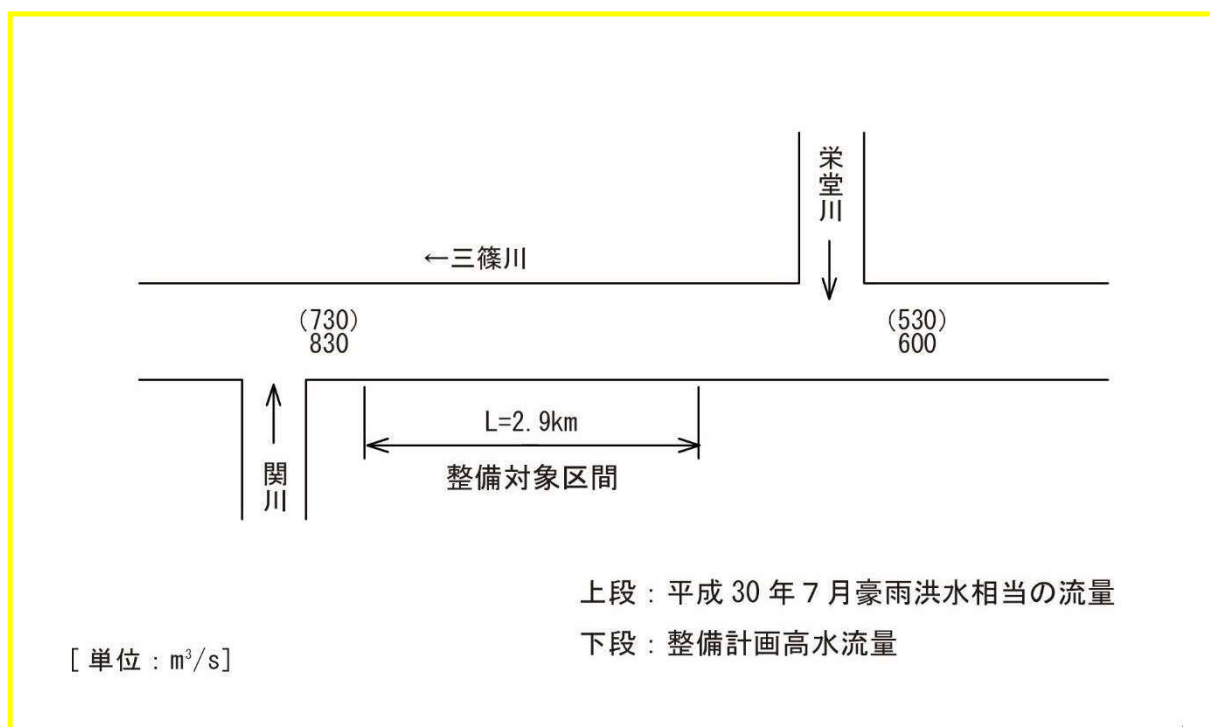 栄堂川
←三篠川
(730)
830
(530)
600
L=2.9km
整備対象区間
関川
上段：平成30年７月豪雨洪水相当の流量
下段：整備計画高水流量
[単位：m³/s]